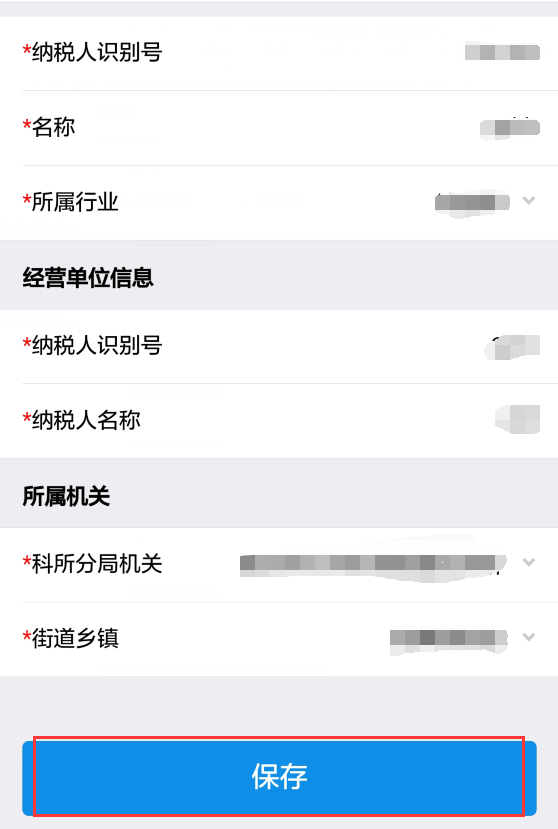 *纳税人识别号
*名称
*所属行业
经营单位信息
*纳税人识别号
*纳税人名称
所属机关
*科所分局机关
*街道乡镇
保存